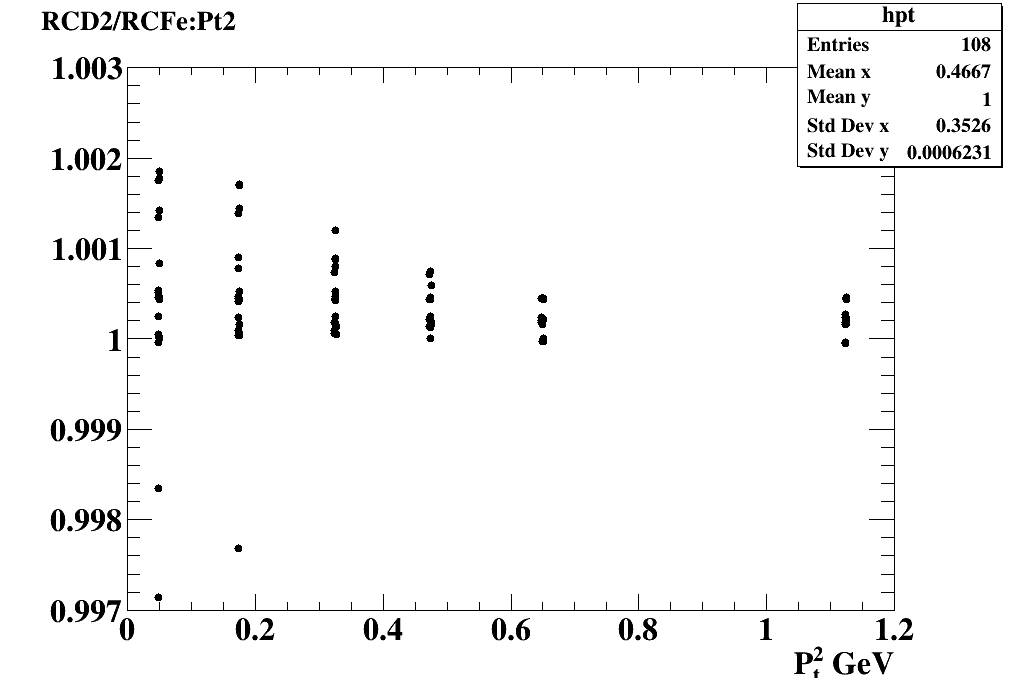 RCD2/RCFe:Pt2
hpt
Entries 108
Mean x 0.4667
Mean y 1
Std Dev x 0.3526
Std Dev y 0.0006231
1.003
1.002
1.001
1
0.999
0.998
0.997
0 0.2 0.4 0.6 0.8 1 1.2
P_t^2 GeV